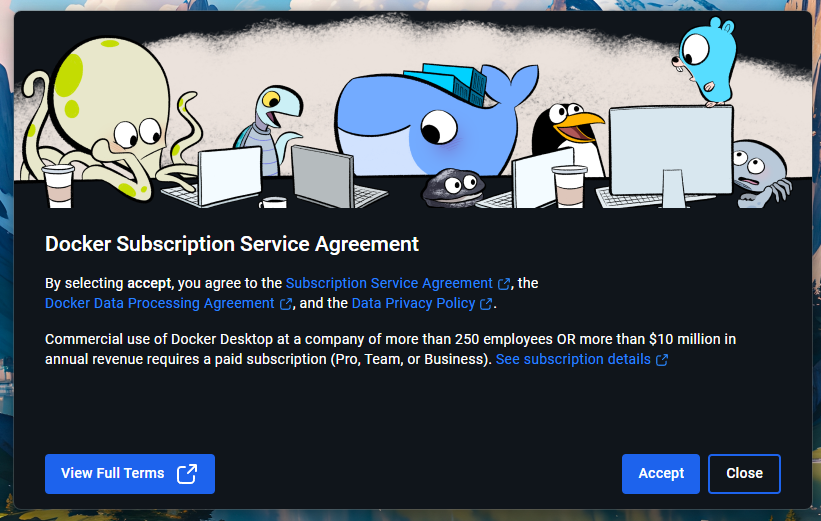 Docker Subscription Service Agreement
By selecting accept, you agree to the Subscription Service Agreement, the
Docker Data Processing Agreement, and the Data Privacy Policy.
Commercial use of Docker Desktop at a company of more than 250 employees OR more than $10 million in
annual revenue requires a paid subscription (Pro, Team, or Business). See subscription details
View Full Terms
Accept
Close